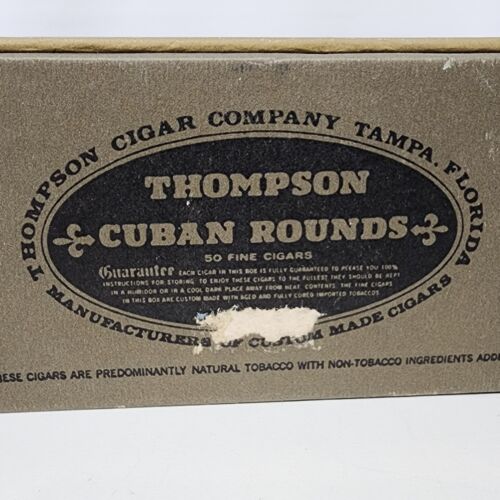 THOMPSON CIGAR COMPANY TAMPA, FLORIDA
THOMPSON
CUBAN ROUNDS
50 FINE CIGARS
Guarantee EACH CIGAR IN THIS BOX IS FULLY GUARANTEED TO PLEASE YOU 100%
INSTRUCTIONS FOR STORING: TO ENJOY THESE CIGARS TO THE FULLEST THEY SHOULD BE KEPT
IN A HUMIDOR OR IN A COOL DARK PLACE AWAY FROM HEAT. CONTENTS: THE FINE CIGARS
IN THIS BOX ARE CUSTOM MADE WITH AGED AND FULLY CURED IMPORTED TOBACCOS
MANUFACTURERS OF CUSTOM MADE CIGARS
ESE CIGARS ARE PREDOMINANTLY NATURAL TOBACCO WITH NON-TOBACCO INGREDIENTS ADDE